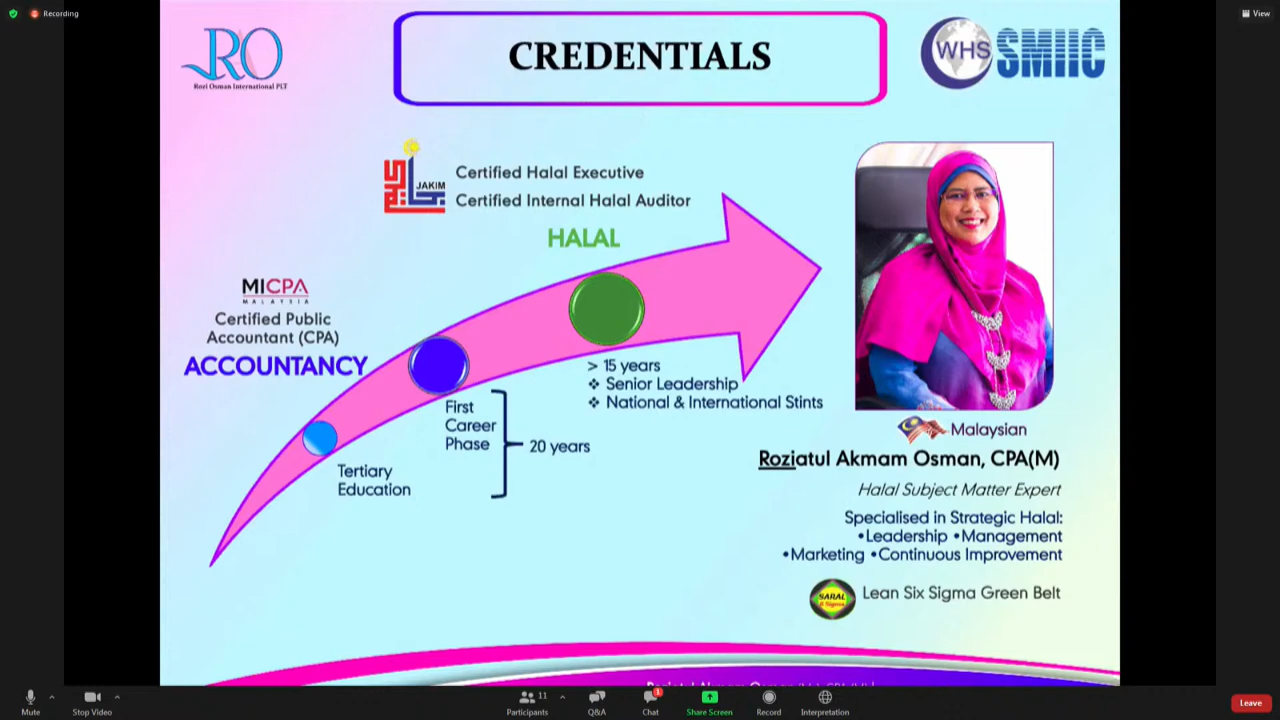 Recording
View
RO
Rozi Osman International PLT
CREDENTIALS
WHS SMIIC
JAKIM
Certified Halal Executive
Certified Internal Halal Auditor
HALAL
MICPA
MALAYSIA
Certified Public
Accountant (CPA)
ACCOUNTANCY
> 15 years
❖ Senior Leadership
❖ National & International Stints
First
Career
Phase
20 years
Tertiary
Education
Malaysian
Roziatul Akmam Osman, CPA(M)
Halal Subject Matter Expert
Specialised in Strategic Halal:
•Leadership •Management
•Marketing •Continuous Improvement
SARAL
6 Sigma
Lean Six Sigma Green Belt
Mute
Stop Video
Participants
11
Q&A
Chat
1
Share Screen
Record
Interpretation
Leave